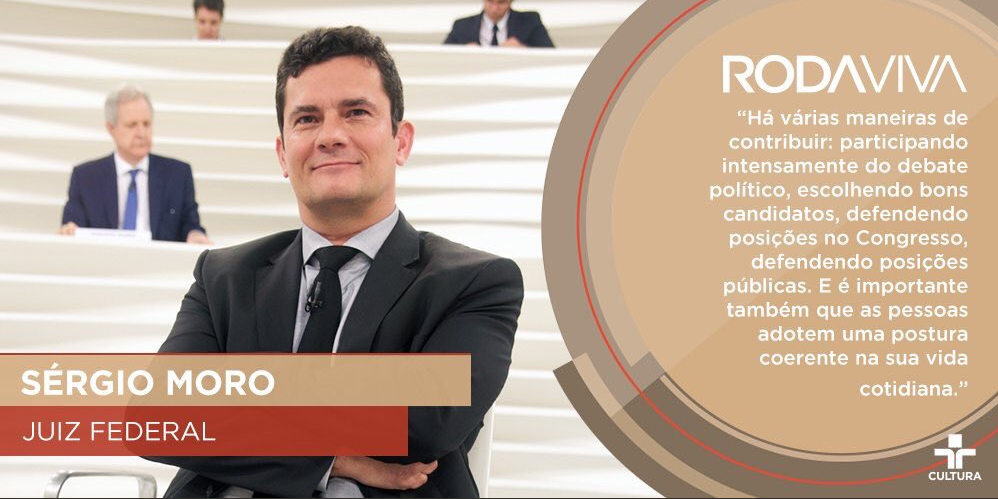 RODAVIVA
“Há várias maneiras de
contribuir: participando
intensamente do debate
político, escolhendo bons
candidatos, defendendo
posições no Congresso,
defendendo posições
públicas. E é importante
também que as pessoas
adotem uma postura
coerente na sua vida
cotidiana.”
SÉRGIO MORO
JUIZ FEDERAL
CULTURA